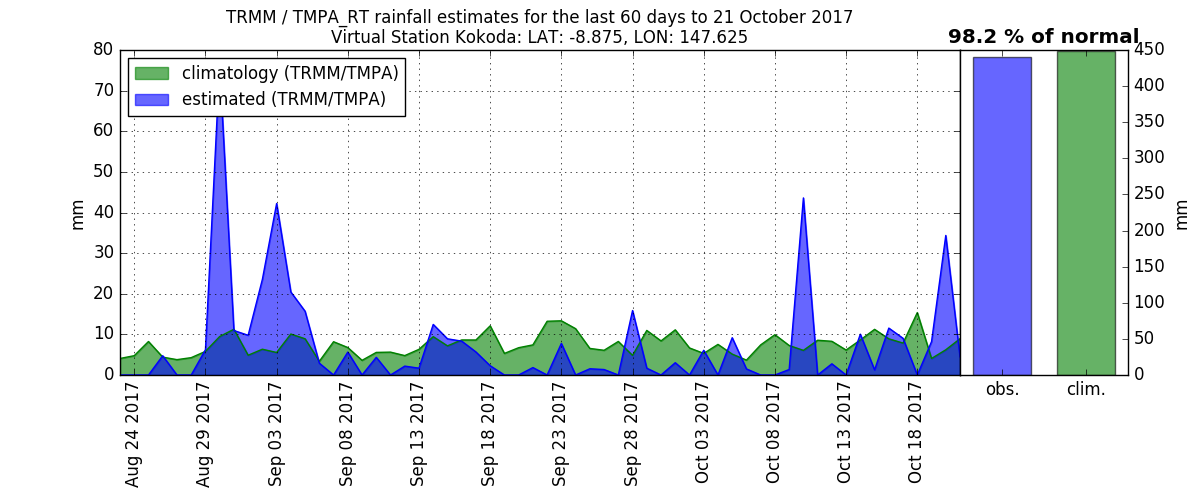 TRMM / TMPA_RT rainfall estimates for the last 60 days to 21 October 2017
Virtual Station Kokoda: LAT: -8.875, LON: 147.625
98.2 % of normal
climatology (TRMM/TMPA)
estimated (TRMM/TMPA)
mm
80
70
60
50
40
30
20
10
0
Aug 24 2017
Aug 29 2017
Sep 03 2017
Sep 08 2017
Sep 13 2017
Sep 18 2017
Sep 23 2017
Sep 28 2017
Oct 03 2017
Oct 08 2017
Oct 13 2017
Oct 18 2017
obs.
clim.
450
400
350
300
250
200
150
100
50
0
mm